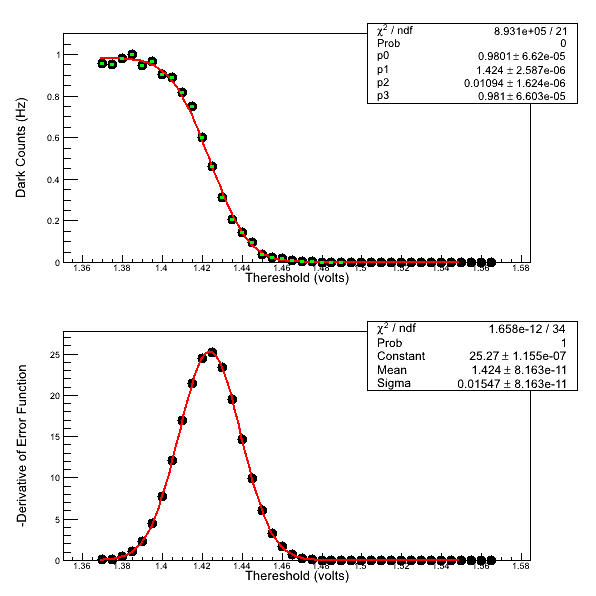 χ² / ndf 8.931e+05 / 21
Prob 0
p0 0.9801 ± 6.62e-05
p1 1.424 ± 2.587e-06
p2 0.01094 ± 1.624e-06
p3 0.981 ± 6.603e-05
Dark Counts (Hz)
1
0.8
0.6
0.4
0.2
0
1.36 1.38 1.4 1.42 1.44 1.46 1.48 1.5 1.52 1.54 1.56 1.58
Thereshold (volts)
χ² / ndf 1.658e-12 / 34
Prob 1
Constant 25.27 ± 1.155e-07
Mean 1.424 ± 8.163e-11
Sigma 0.01547 ± 8.163e-11
-Derivative of Error Function
25
20
15
10
5
0
1.36 1.38 1.4 1.42 1.44 1.46 1.48 1.5 1.52 1.54 1.56 1.58
Thereshold (volts)